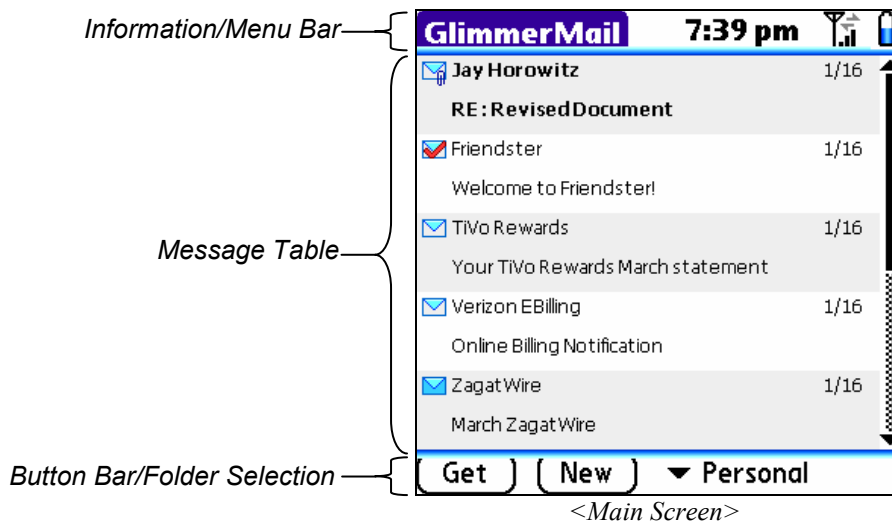 Information/Menu Bar
GlimmerMail 7:39 pm
Jay Horowitz 1/16
RE: Revised Document
Friendster 1/16
Welcome to Friendster!
Message Table
TiVo Rewards 1/16
Your TiVo Rewards March statement
Verizon EBilling 1/16
Online Billing Notification
ZagatWire 1/16
March ZagatWire
Button Bar/Folder Selection
Get New Personal
<Main Screen>